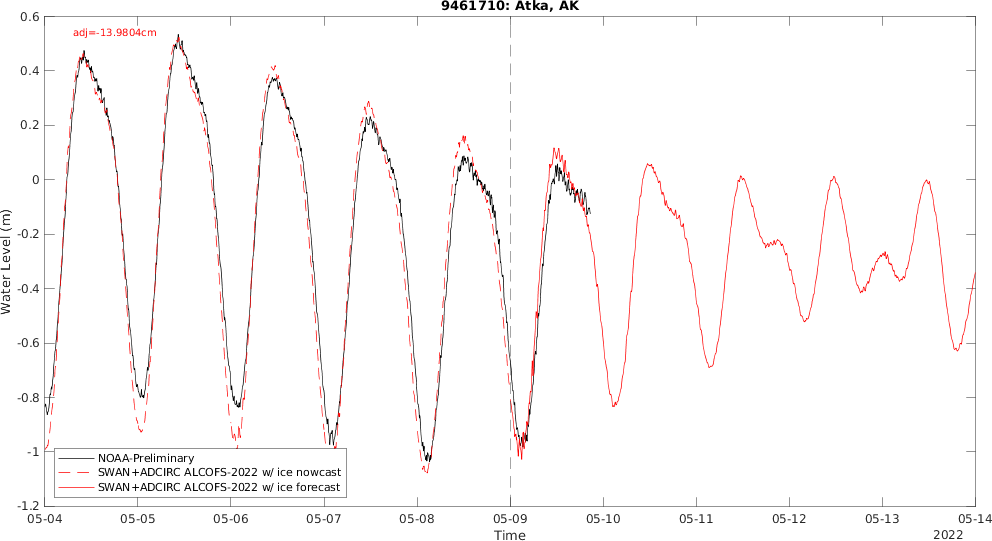 9461710: Atka, AK
adj=-13.9804cm
0.6
0.4
0.2
0
-0.2
-0.4
-0.6
-0.8
-1
-1.2
Water Level (m)
NOAA-Preliminary
SWAN+ADCIRC ALCOFS-2022 w/ ice nowcast
SWAN+ADCIRC ALCOFS-2022 w/ ice forecast
05-04 05-05 05-06 05-07 05-08 05-09 05-10 05-11 05-12 05-13 05-14
Time
2022